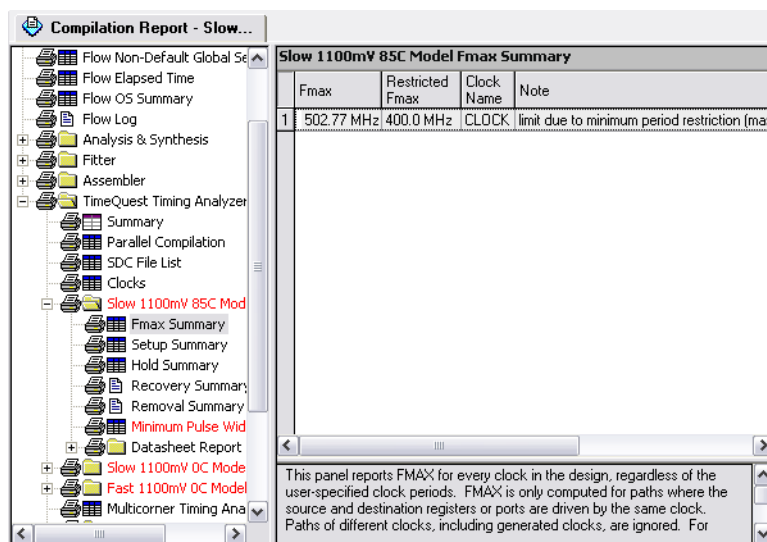 Compilation Report - Slow...
Flow Non-Default Global Se
Flow Elapsed Time
Flow OS Summary
Flow Log
Analysis & Synthesis
Fitter
Assembler
TimeQuest Timing Analyzer
Summary
Parallel Compilation
SDC File List
Clocks
Slow 1100mV 85C Mod
Fmax Summary
Setup Summary
Hold Summary
Recovery Summary
Removal Summary
Minimum Pulse Wid
Datasheet Report
Slow 1100mV 0C Mode
Fast 1100mV 0C Model
Multicorner Timing Ana
Slow 1100mV 85C Model Fmax Summary
Fmax Restricted Fmax Clock Name Note
1 502.77 MHz 400.0 MHz CLOCK limit due to minimum period restriction (ma
This panel reports FMAX for every clock in the design, regardless of the
user-specified clock periods. FMAX is only computed for paths where the
source and destination registers or ports are driven by the same clock.
Paths of different clocks, including generated clocks, are ignored. For